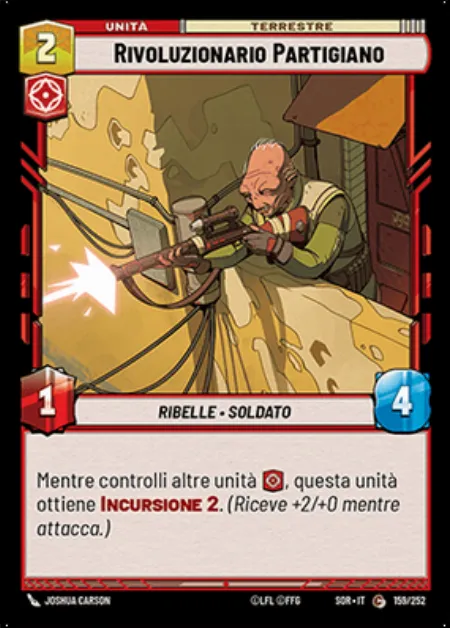 UNITÀ
TERRESTRE
2
RIVOLUZIONARIO PARTIGIANO
1
RIBELLE • SOLDATO
4
Mentre controlli altre unità , questa unità
ottiene INCURSIONE 2. (Riceve +2/+0 mentre
attacca.)
JOSHUA CARSON
©LFL ©FFG
SOR • IT
C
159/252